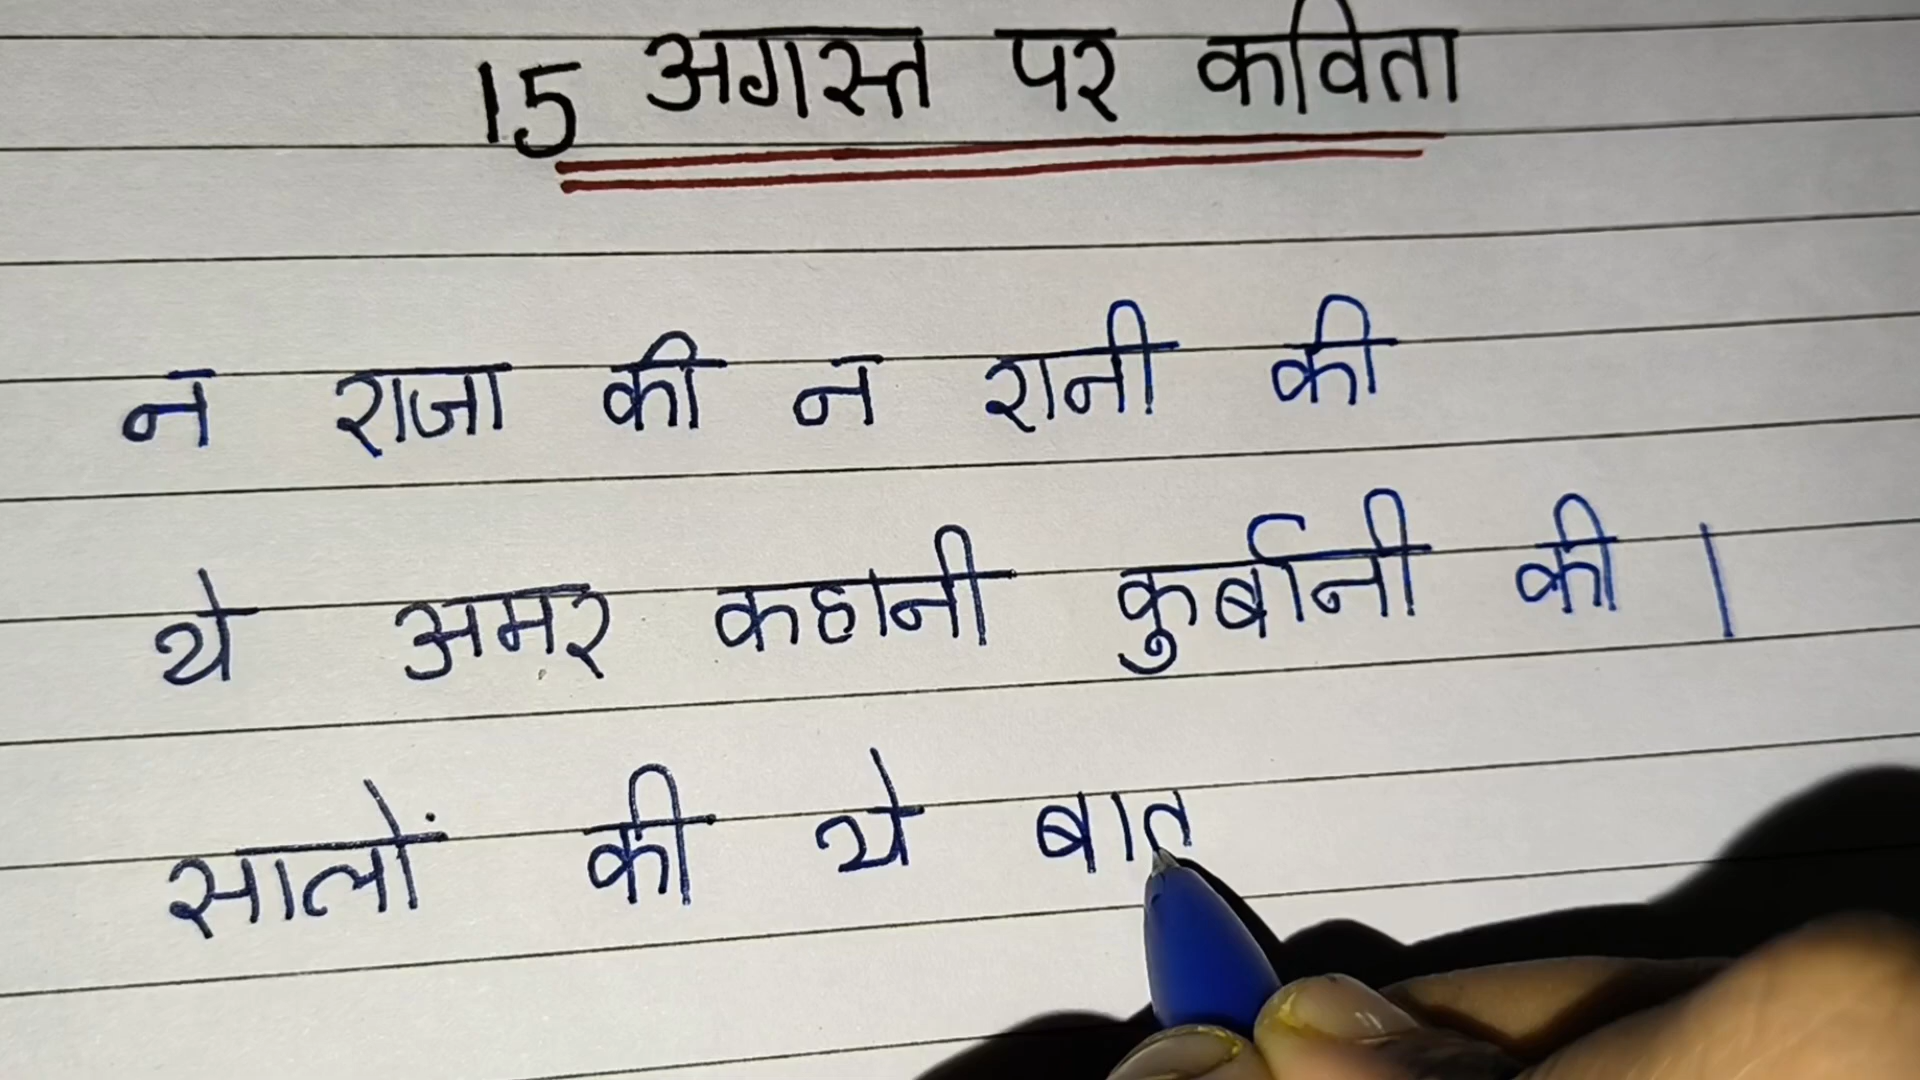 15 अगस्त पर कविता
न राजा की न रानी की
ये अमर कहानी कुर्बानी की |
सालों की ये बात